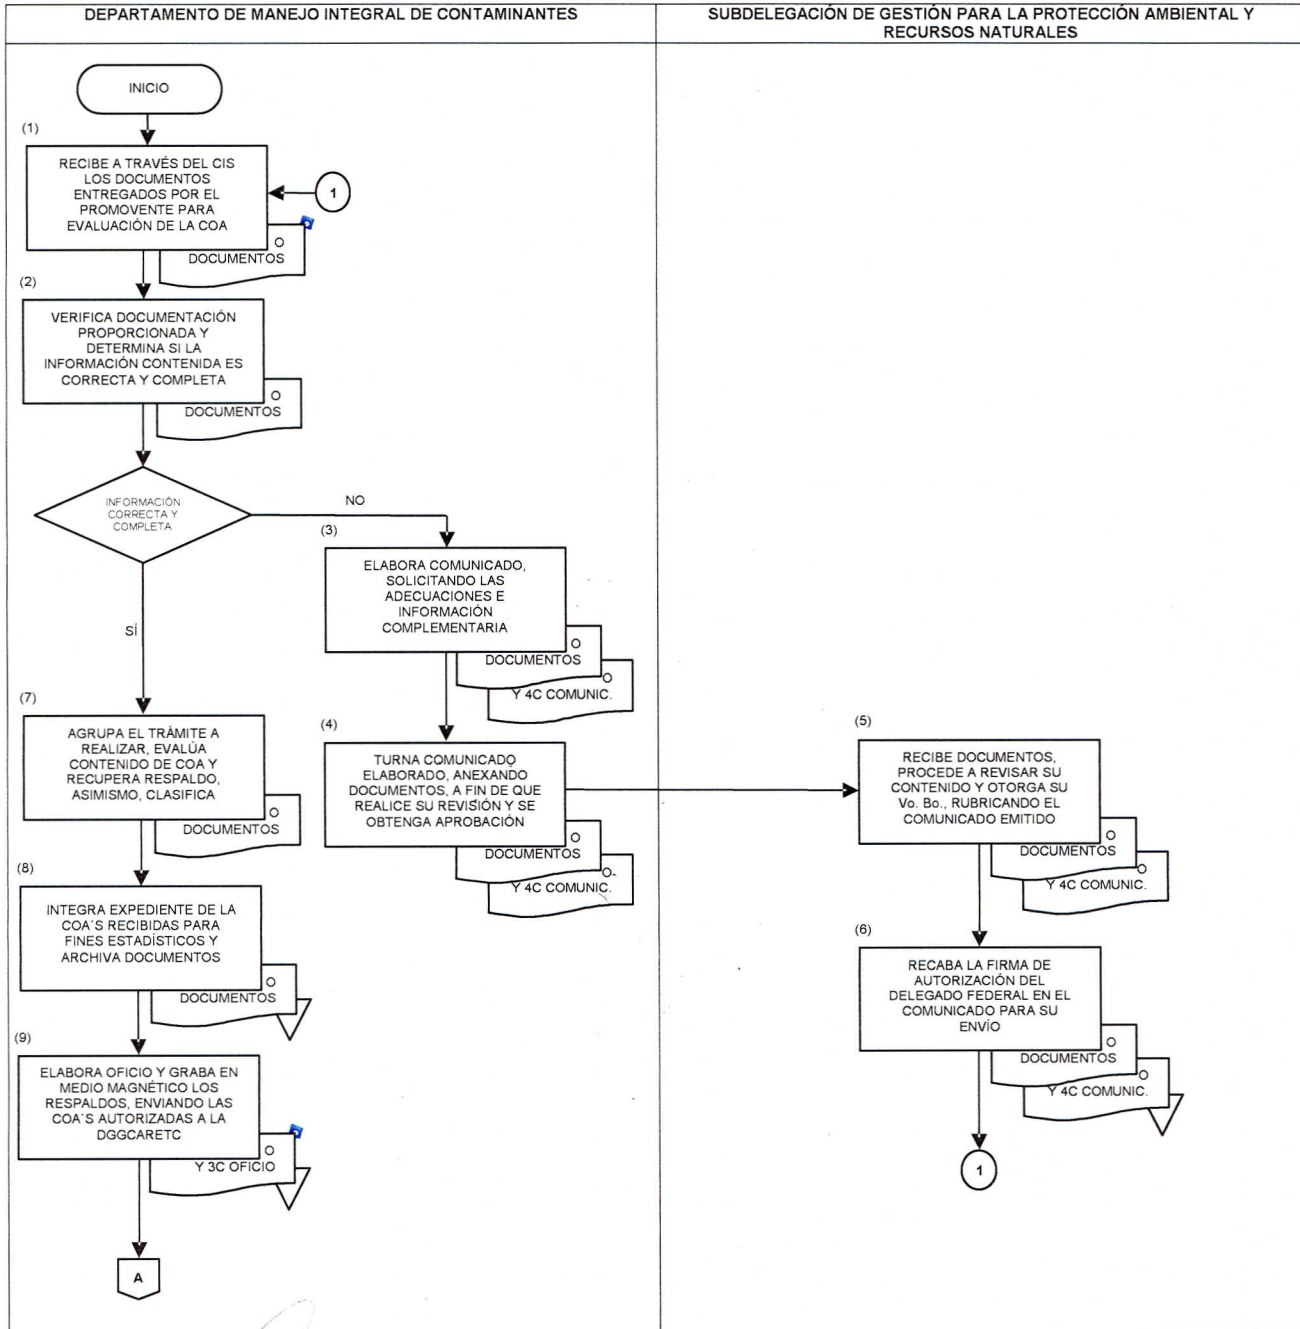 DEPARTAMENTO DE MANEJO INTEGRAL DE CONTAMINANTES
SUBDELEGACIÓN DE GESTIÓN PARA LA PROTECCIÓN AMBIENTAL Y
RECURSOS NATURALES
INICIO
(1)
RECIBE A TRAVÉS DEL CIS
LOS DOCUMENTOS
ENTREGADOS POR EL
PROMOVENTE PARA
EVALUACIÓN DE LA COA
1
O
DOCUMENTOS
(2)
VERIFICA DOCUMENTACIÓN
PROPORCIONADA Y
DETERMINA SI LA
INFORMACIÓN CONTENIDA ES
CORRECTA Y COMPLETA
O
DOCUMENTOS
INFORMACIÓN
CORRECTA Y
COMPLETA
NO
SÍ
(3)
ELABORA COMUNICADO,
SOLICITANDO LAS
ADECUACIONES E
INFORMACIÓN
COMPLEMENTARIA
O
DOCUMENTOS
O
Y 4C COMUNIC.
(4)
TURNA COMUNICADO
ELABORADO, ANEXANDO
DOCUMENTOS, A FIN DE QUE
REALICE SU REVISIÓN Y SE
OBTENGA APROBACIÓN
O
DOCUMENTOS
O
Y 4C COMUNIC.
(5)
RECIBE DOCUMENTOS,
PROCEDE A REVISAR SU
CONTENIDO Y OTORGA SU
Vo. Bo., RUBRICANDO EL
COMUNICADO EMITIDO
O
DOCUMENTOS
O
Y 4C COMUNIC.
(6)
RECABA LA FIRMA DE
AUTORIZACIÓN DEL
DELEGADO FEDERAL EN EL
COMUNICADO PARA SU
ENVÍO
O
DOCUMENTOS
O
Y 4C COMUNIC.
1
(7)
AGRUPA EL TRÁMITE A
REALIZAR, EVALÚA
CONTENIDO DE COA Y
RECUPERA RESPALDO,
ASIMISMO, CLASIFICA
O
DOCUMENTOS
(8)
INTEGRA EXPEDIENTE DE LA
COA´S RECIBIDAS PARA
FINES ESTADÍSTICOS Y
ARCHIVA DOCUMENTOS
O
DOCUMENTOS
(9)
ELABORA OFICIO Y GRABA EN
MEDIO MAGNÉTICO LOS
RESPALDOS, ENVIANDO LAS
COA´S AUTORIZADAS A LA
DGGCARETC
O
Y 3C OFICIO
A